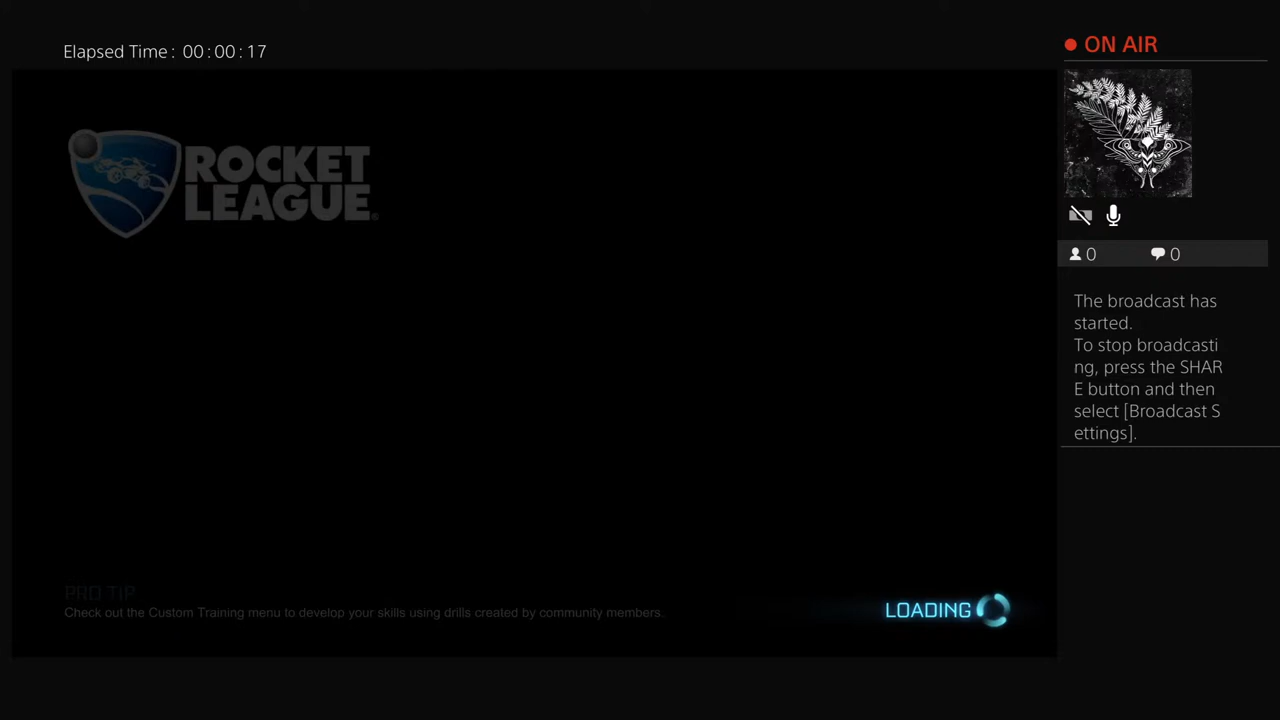 Elapsed Time : 00:00:17
ON AIR
ROCKET
LEAGUE®
0
0
The broadcast has
started.
To stop broadcasti
ng, press the SHAR
E button and then
select [Broadcast S
ettings].
PRO TIP
Check out the Custom Training menu to develop your skills using drills created by community members.
LOADING